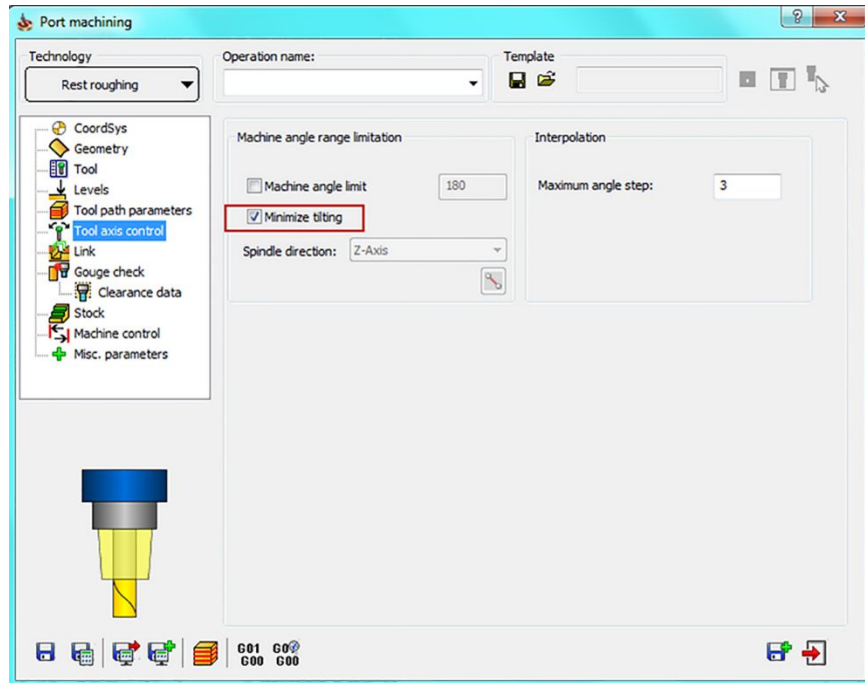 Port machining
Technology
Rest roughing
Operation name:
Template
CoordSys
Geometry
Tool
Levels
Tool path parameters
Tool axis control
Link
Gouge check
Clearance data
Stock
Machine control
Misc. parameters
Machine angle range limitation
Machine angle limit 180
Minimize tilting
Spindle direction: Z-Axis
Interpolation
Maximum angle step: 3
G01 G00
G00 G00